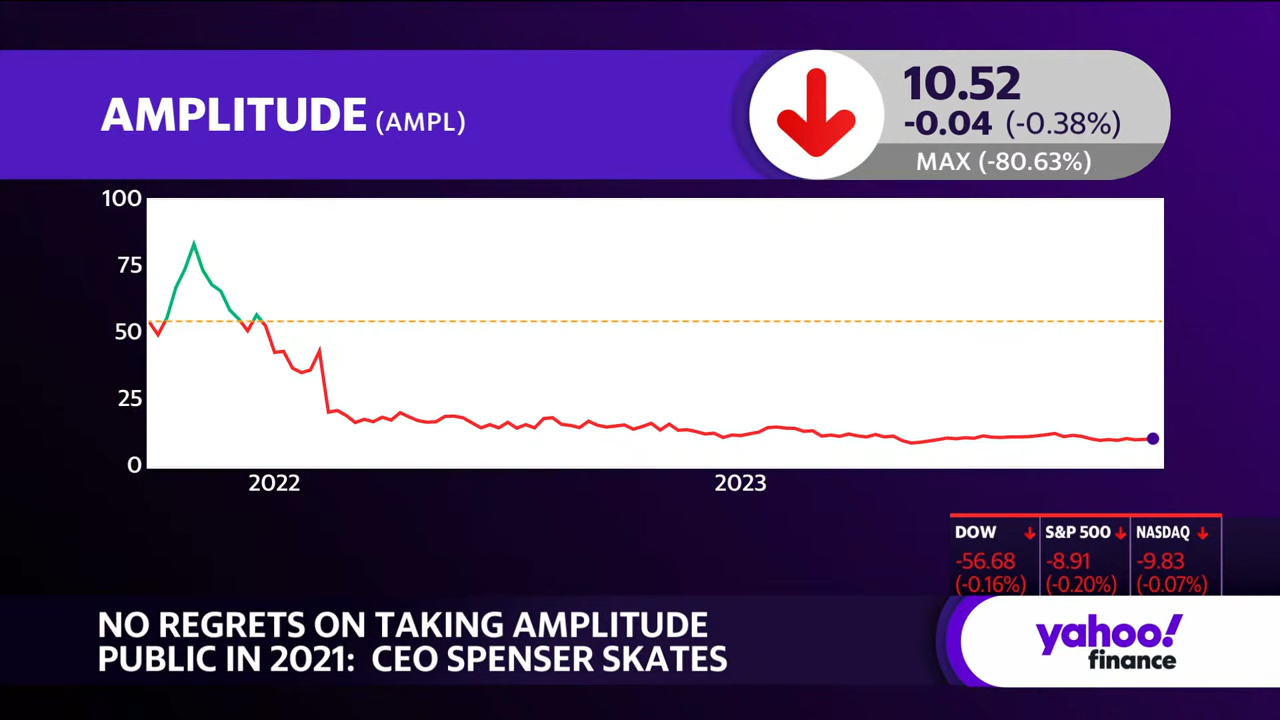 AMPLITUDE (AMPL)
10.52
-0.04 (-0.38%)
MAX (-80.63%)
100
75
50
25
0
2022
2023
DOW
-56.68
(-0.16%)
S&P 500
-8.91
(-0.20%)
NASDAQ
-9.83
(-0.07%)
NO REGRETS ON TAKING AMPLITUDE
PUBLIC IN 2021: CEO SPENSER SKATES
yahoo!
finance